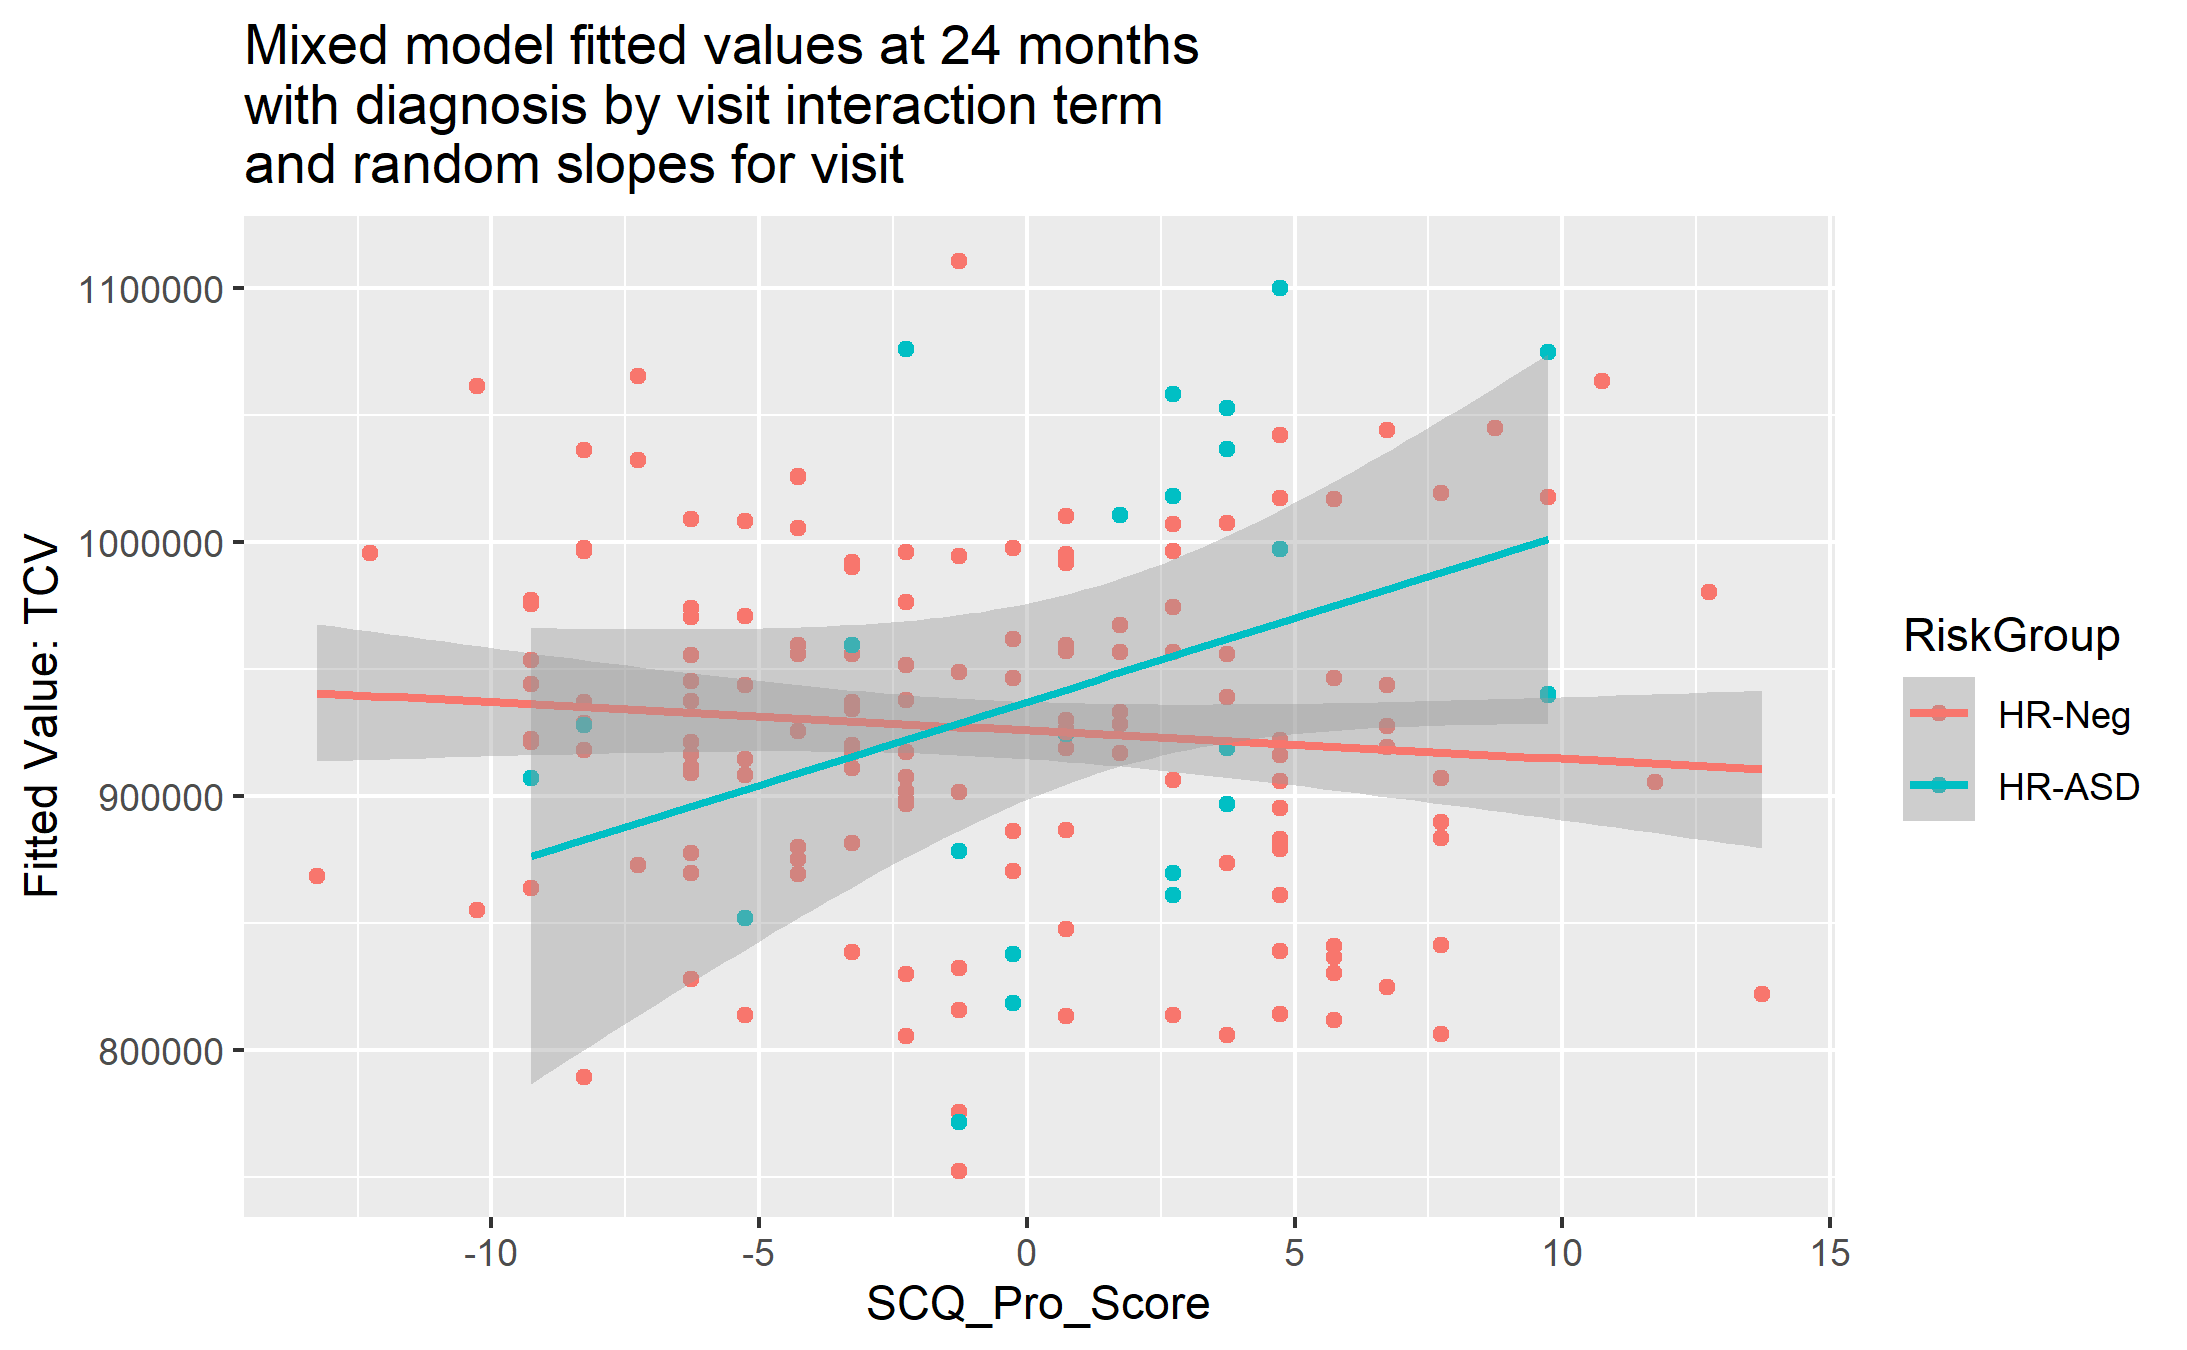 Mixed model fitted values at 24 months
with diagnosis by visit interaction term
and random slopes for visit
1100000
1000000
900000
800000
Fitted Value: TCV
-10
-5
0
5
10
15
SCQ_Pro_Score
RiskGroup
HR-Neg
HR-ASD